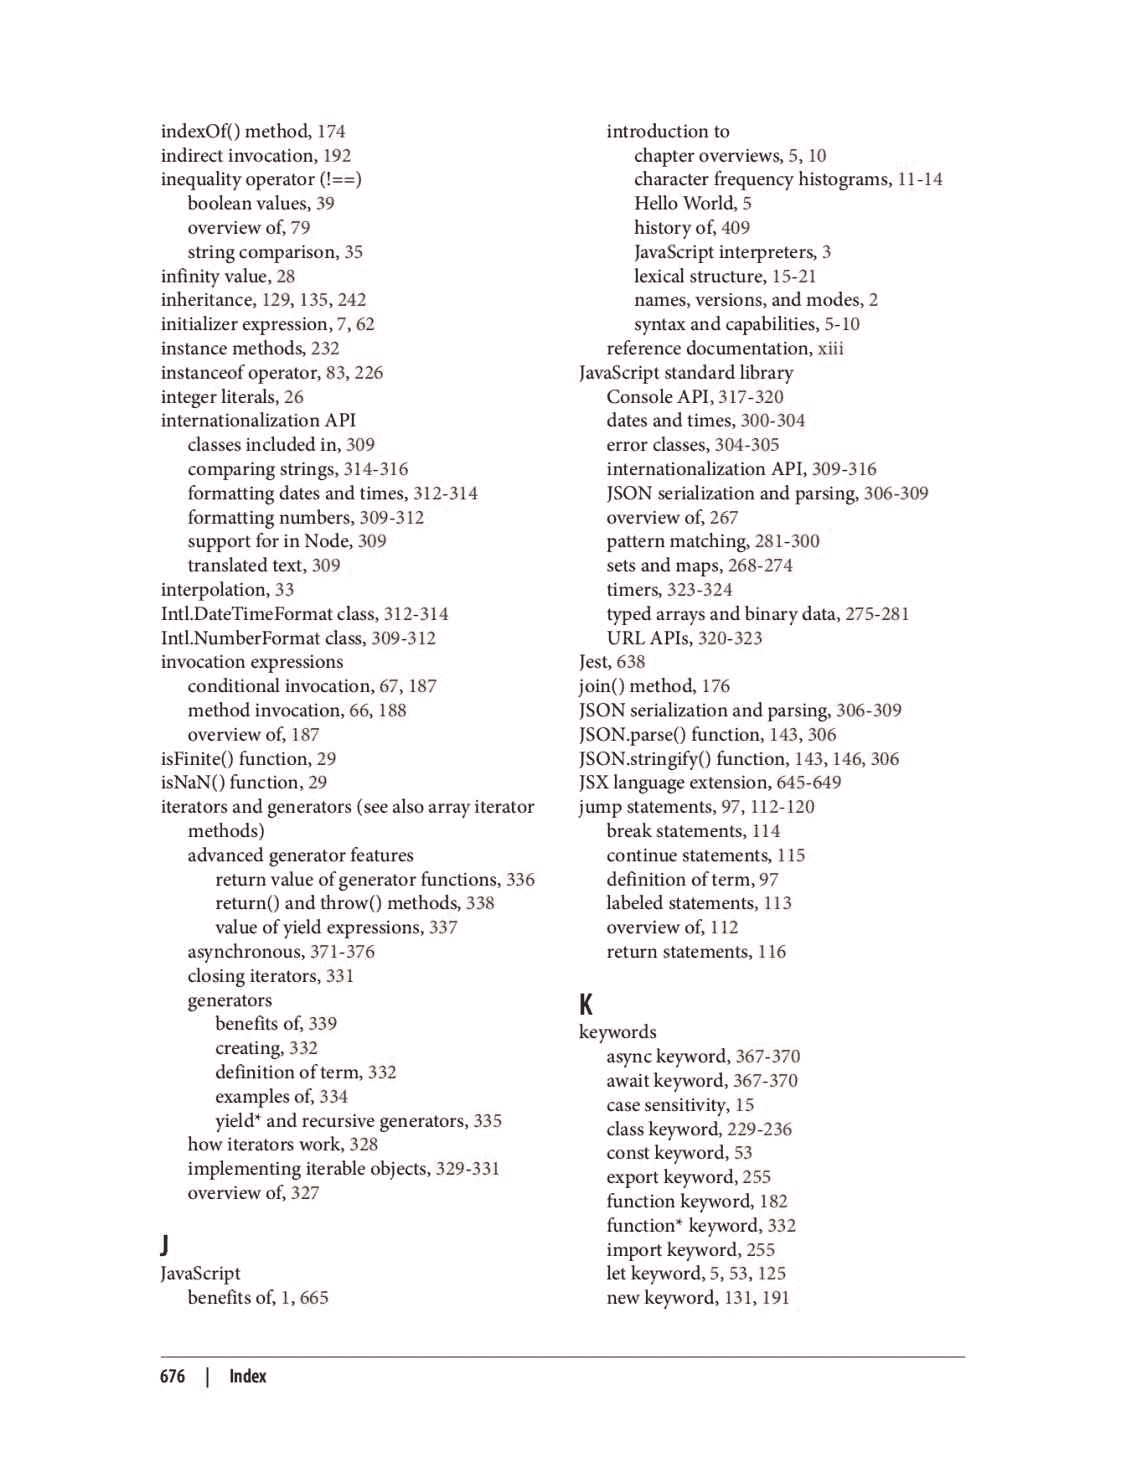 indexOf() method, 174
indirect invocation, 192
inequality operator (!==)
boolean values, 39
overview of, 79
string comparison, 35
infinity value, 28
inheritance, 129, 135, 242
initializer expression, 7, 62
instance methods, 232
instanceof operator, 83, 226
integer literals, 26
internationalization API
classes included in, 309
comparing strings, 314-316
formatting dates and times, 312-314
formatting numbers, 309-312
support for in Node, 309
translated text, 309
interpolation, 33
Intl.DateTimeFormat class, 312-314
Intl.NumberFormat class, 309-312
invocation expressions
conditional invocation, 67, 187
method invocation, 66, 188
overview of, 187
isFinite() function, 29
isNaN() function, 29
iterators and generators (see also array iterator
methods)
advanced generator features
return value of generator functions, 336
return() and throw() methods, 338
value of yield expressions, 337
asynchronous, 371-376
closing iterators, 331
generators
benefits of, 339
creating, 332
definition of term, 332
examples of, 334
yield* and recursive generators, 335
how iterators work, 328
implementing iterable objects, 329-331
overview of, 327
J
JavaScript
benefits of, 1, 665
introduction to
chapter overviews, 5, 10
character frequency histograms, 11-14
Hello World, 5
history of, 409
JavaScript interpreters, 3
lexical structure, 15-21
names, versions, and modes, 2
syntax and capabilities, 5-10
reference documentation, xiii
JavaScript standard library
Console API, 317-320
dates and times, 300-304
error classes, 304-305
internationalization API, 309-316
JSON serialization and parsing, 306-309
overview of, 267
pattern matching, 281-300
sets and maps, 268-274
timers, 323-324
typed arrays and binary data, 275-281
URL APIs, 320-323
Jest, 638
join() method, 176
JSON serialization and parsing, 306-309
JSON.parse() function, 143, 306
JSON.stringify() function, 143, 146, 306
JSX language extension, 645-649
jump statements, 97, 112-120
break statements, 114
continue statements, 115
definition of term, 97
labeled statements, 113
overview of, 112
return statements, 116
K
keywords
async keyword, 367-370
await keyword, 367-370
case sensitivity, 15
class keyword, 229-236
const keyword, 53
export keyword, 255
function keyword, 182
function* keyword, 332
import keyword, 255
let keyword, 5, 53, 125
new keyword, 131, 191
676 | Index